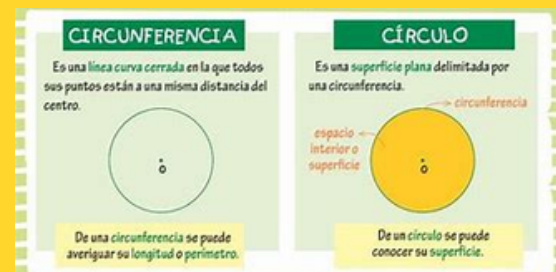 CIRCUNFERENCIA
Es una línea curva cerrada en la que todos
sus puntos están a una misma distancia del
centro.
o
De una circunferencia se puede
averiguar su longitud o perímetro.
CÍRCULO
Es una superficie plana delimitada por
una circunferencia.
circunferencia
espacio
interior o
superficie
o
De un círculo se puede
conocer su superficie.